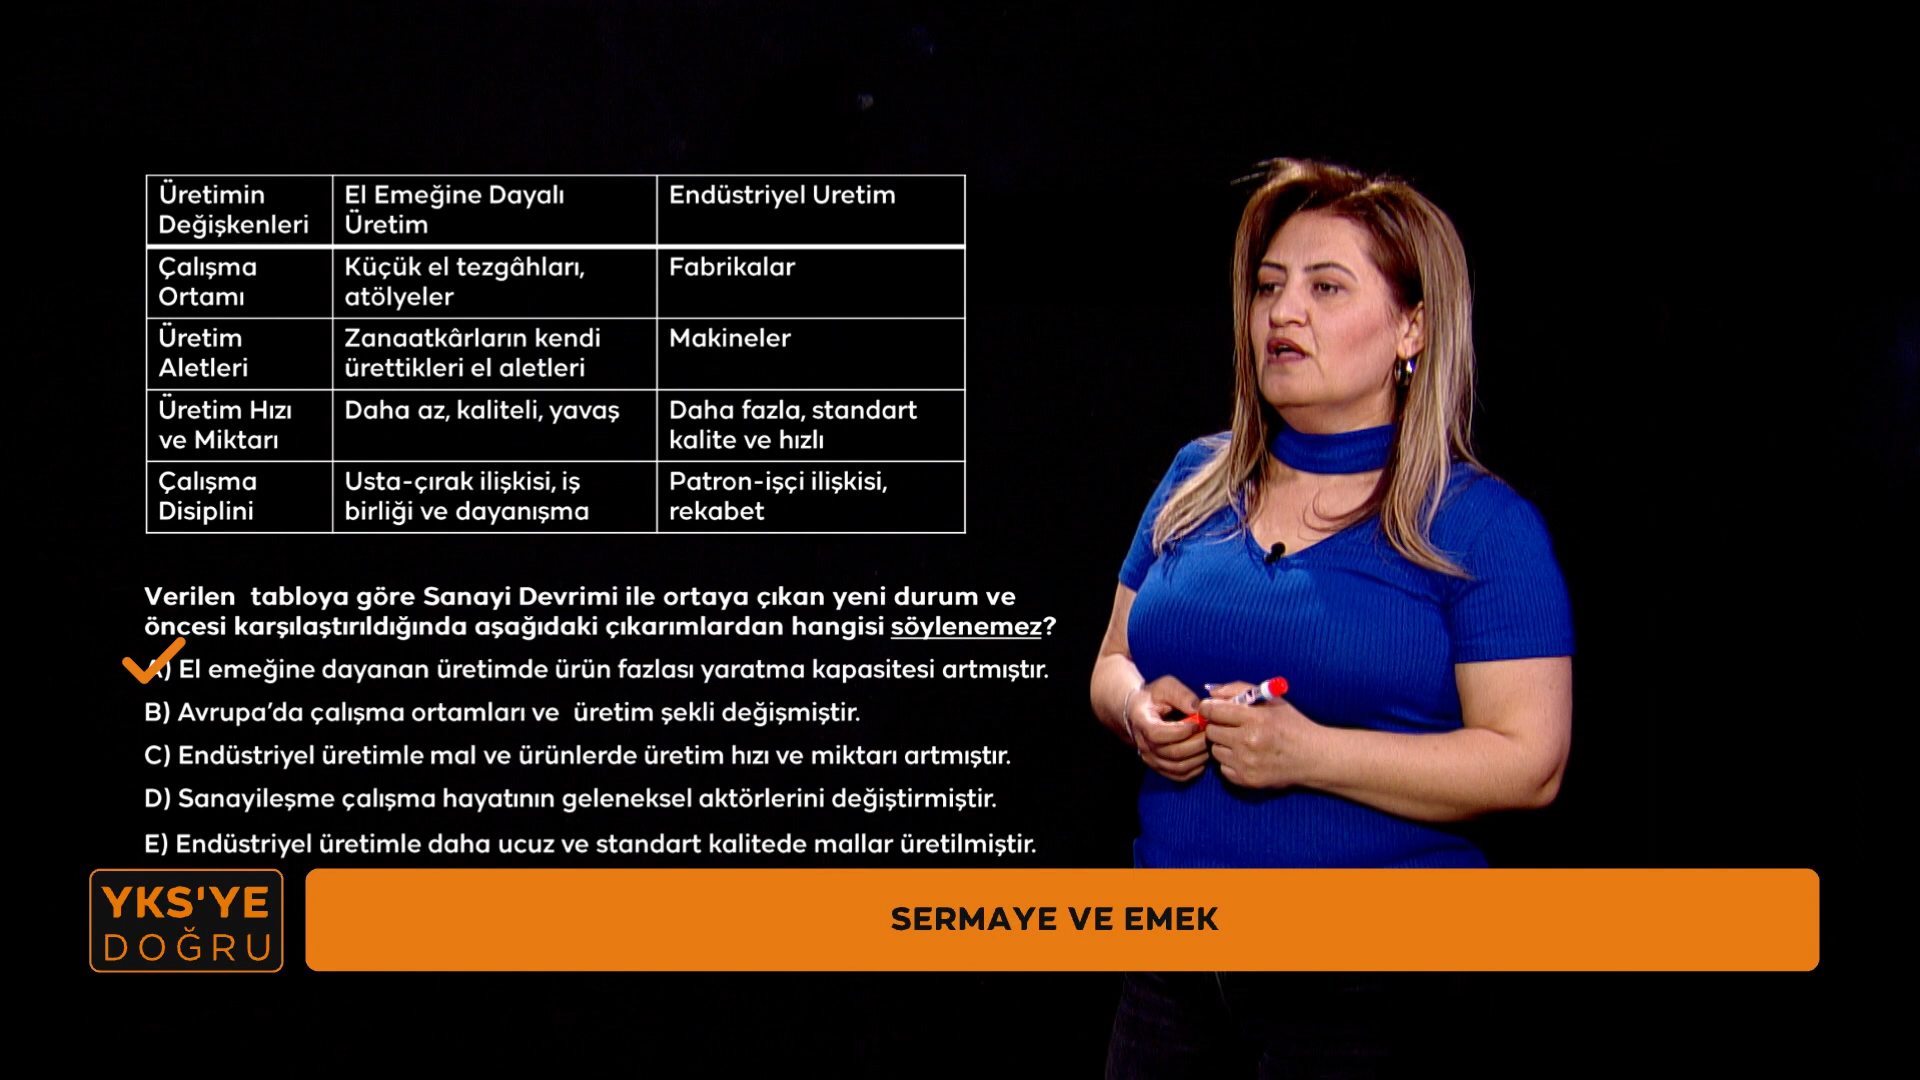 Üretimin
Değişkenleri
El Emeğine Dayalı
Üretim
Endüstriyel Uretim
Çalışma
Ortamı
Küçük el tezgâhları,
atölyeler
Fabrikalar
Üretim
Aletleri
Zanaatkârların kendi
ürettikleri el aletleri
Makineler
Üretim Hızı
ve Miktarı
Daha az, kaliteli, yavaş
Daha fazla, standart
kalite ve hızlı
Çalışma
Disiplini
Usta-çırak ilişkisi, iş
birliği ve dayanışma
Patron-işçi ilişkisi,
rekabet
Verilen tabloya göre Sanayi Devrimi ile ortaya çıkan yeni durum ve
öncesi karşılaştırıldığında aşağıdaki çıkarımlardan hangisi söylenemez?
A) El emeğine dayanan üretimde ürün fazlası yaratma kapasitesi artmıştır.
B) Avrupa'da çalışma ortamları ve üretim şekli değişmiştir.
C) Endüstriyel üretimle mal ve ürünlerde üretim hızı ve miktarı artmıştır.
D) Sanayileşme çalışma hayatının geleneksel aktörlerini değiştirmiştir.
E) Endüstriyel üretimle daha ucuz ve standart kalitede mallar üretilmiştir.
YKS'YE
DOĞRU
SERMAYE VE EMEK